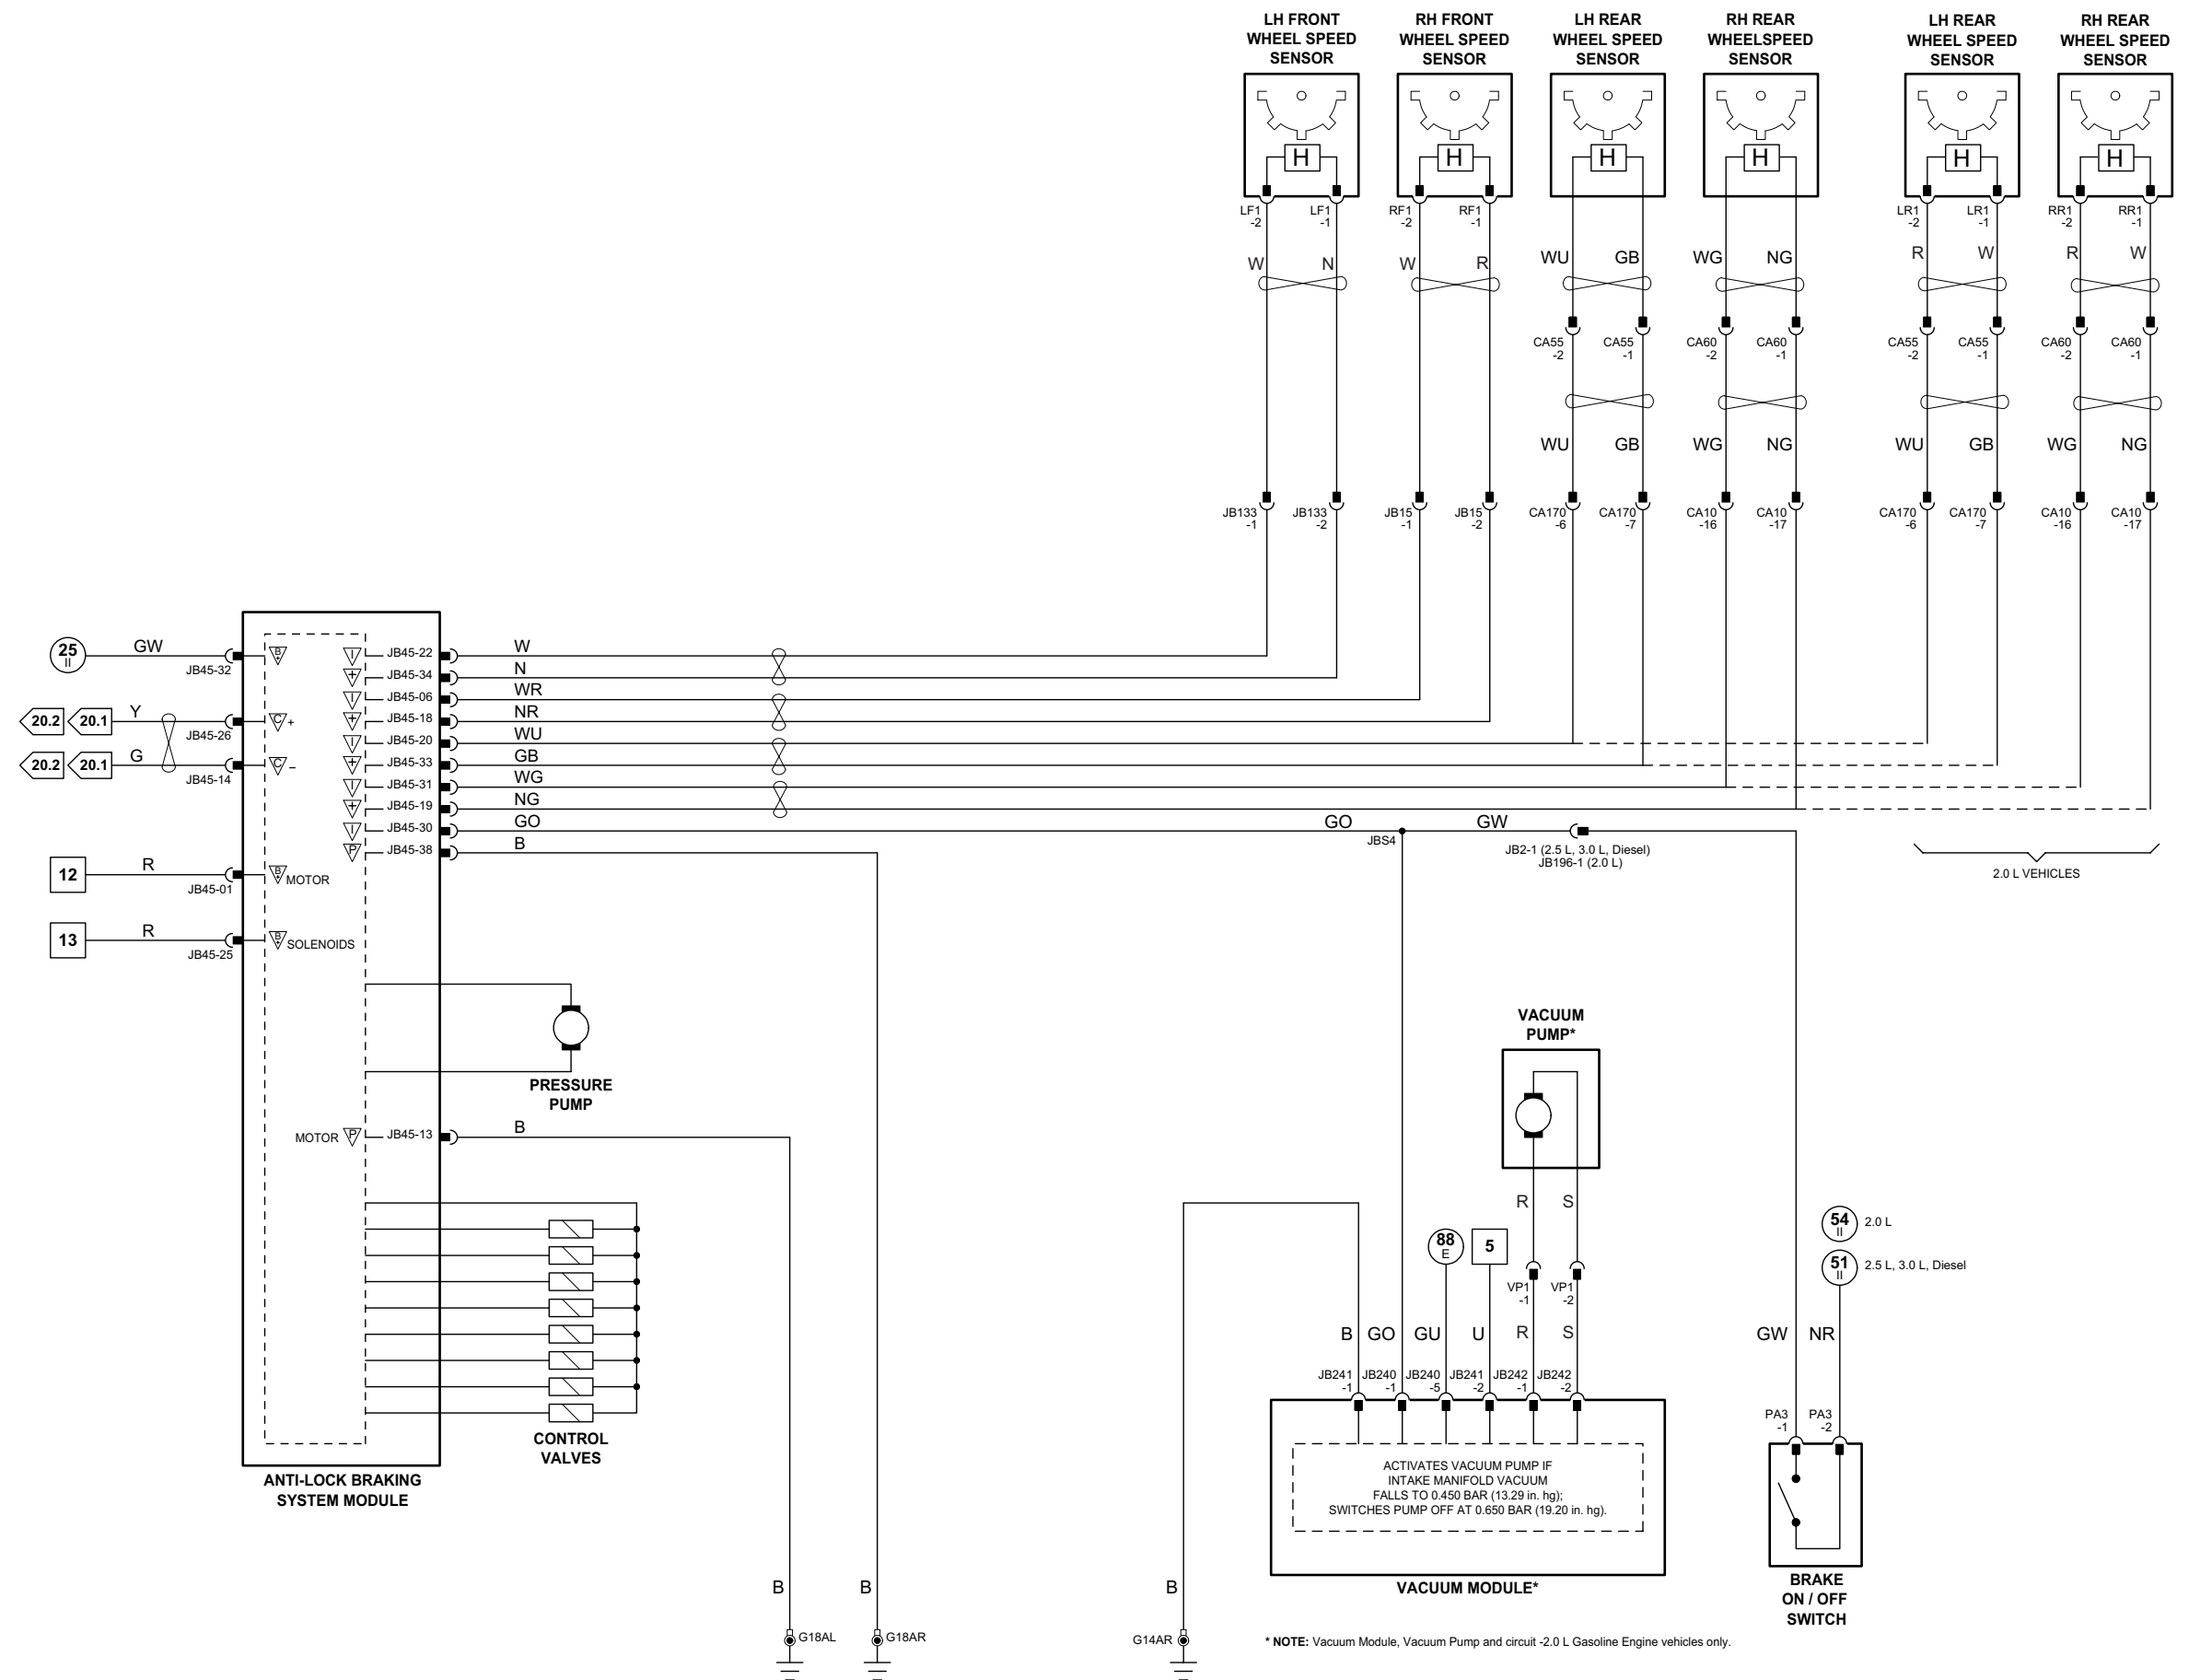 LH FRONT
WHEEL SPEED
SENSOR
RH FRONT
WHEEL SPEED
SENSOR
LH REAR
WHEEL SPEED
SENSOR
RH REAR
WHEELSPEED
SENSOR
LH REAR
WHEEL SPEED
SENSOR
RH REAR
WHEEL SPEED
SENSOR
H H H H H H
LF1 -2
LF1 -1
RF1 -2
RF1 -1
LR1 -2
LR1 -1
RR1 -2
RR1 -1
W N W R WU GB WG NG R W R W
CA55 -2
CA55 -1
CA60 -2
CA60 -1
CA55 -2
CA55 -1
CA60 -2
CA60 -1
WU GB WG NG WU GB WG NG
JB133 -1
JB133 -2
JB15 -1
JB15 -2
CA170 -6
CA170 -7
CA10 -16
CA10 -17
CA170 -6
CA170 -7
CA10 -16
CA10 -17
25 II GW JB45-32 B+
20.2 20.1 Y JB45-26 C +
20.2 20.1 G JB45-14 C –
12 R JB45-01 B+ MOTOR
13 R JB45-25 B+ SOLENOIDS
I JB45-22 W
+ JB45-34 N
I JB45-06 WR
+ JB45-18 NR
I JB45-20 WU
+ JB45-33 GB
I JB45-31 WG
+ JB45-19 NG
I JB45-30 GO GO JBS4 GW
P JB45-38 B
JB2-1 (2.5 L, 3.0 L, Diesel)
JB196-1 (2.0 L)
2.0 L VEHICLES
PRESSURE
PUMP
MOTOR P JB45-13 B
CONTROL
VALVES
ANTI-LOCK BRAKING
SYSTEM MODULE
VACUUM
PUMP*
R S
88 E
5
VP1 -1
VP1 -2
54 II 2.0 L
51 II 2.5 L, 3.0 L, Diesel
B GO GU U R S GW NR
JB241 -1
JB240 -1
JB240 -5
JB241 -2
JB242 -1
JB242 -2
PA3 -1
PA3 -2
ACTIVATES VACUUM PUMP IF
INTAKE MANIFOLD VACUUM
FALLS TO 0.450 BAR (13.29 in. hg);
SWITCHES PUMP OFF AT 0.650 BAR (19.20 in. hg).
VACUUM MODULE*
BRAKE
ON / OFF
SWITCH
B B B
G18AL
G18AR
G14AR
* NOTE: Vacuum Module, Vacuum Pump and circuit -2.0 L Gasoline Engine vehicles only.